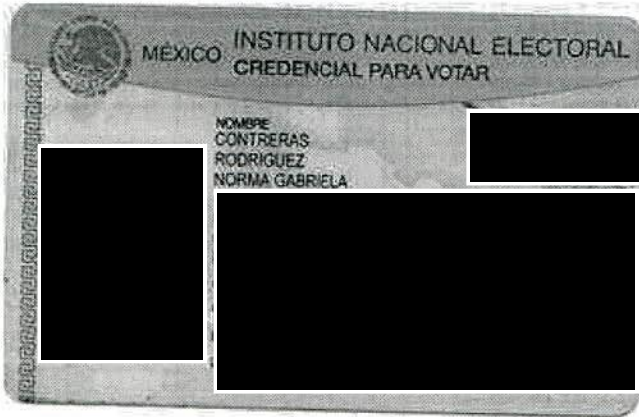 MÉXICO INSTITUTO NACIONAL ELECTORAL
CREDENCIAL PARA VOTAR
NOMBRE
CONTRERAS
RODRIGUEZ
NORMA GABRIELA